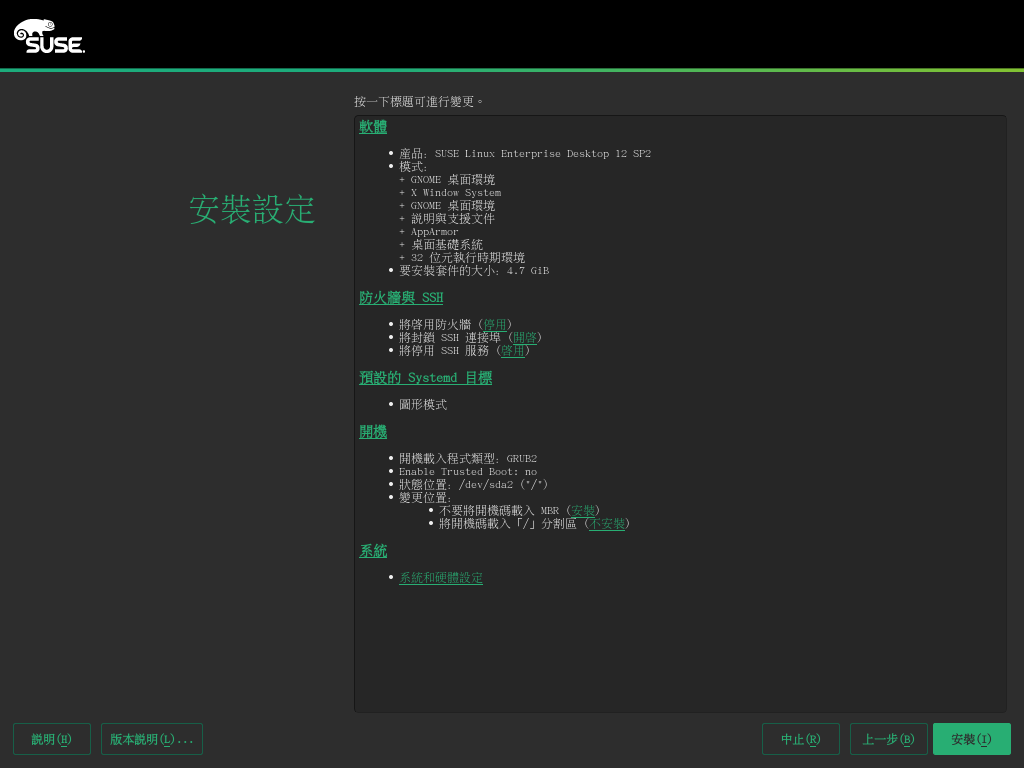 SUSE.
按一下標題可進行變更。
安裝設定
軟體
• 產品: SUSE Linux Enterprise Desktop 12 SP2
• 模式:
+ GNOME 桌面環境
+ X Window System
+ GNOME 桌面環境
+ 說明與支援文件
+ AppArmor
+ 桌面基礎系統
+ 32 位元執行時期環境
• 要安裝套件的大小: 4.7 GiB
防火牆與 SSH
• 將啓用防火牆 (停用)
• 將封鎖 SSH 連接埠 (開啓)
• 將停用 SSH 服務 (啓用)
預設的 Systemd 目標
• 圖形模式
開機
• 開機載入程式類型: GRUB2
• Enable Trusted Boot: no
• 狀態位置: /dev/sda2 ("/")
• 變更位置:
• 不要將開機碼載入 MBR (安裝)
• 將開機碼載入「/」分割區 (不安裝)
系統
• 系統和硬體設定
說明(H)
版本說明(L)...
中止(R)
上一步(B)
安裝(I)